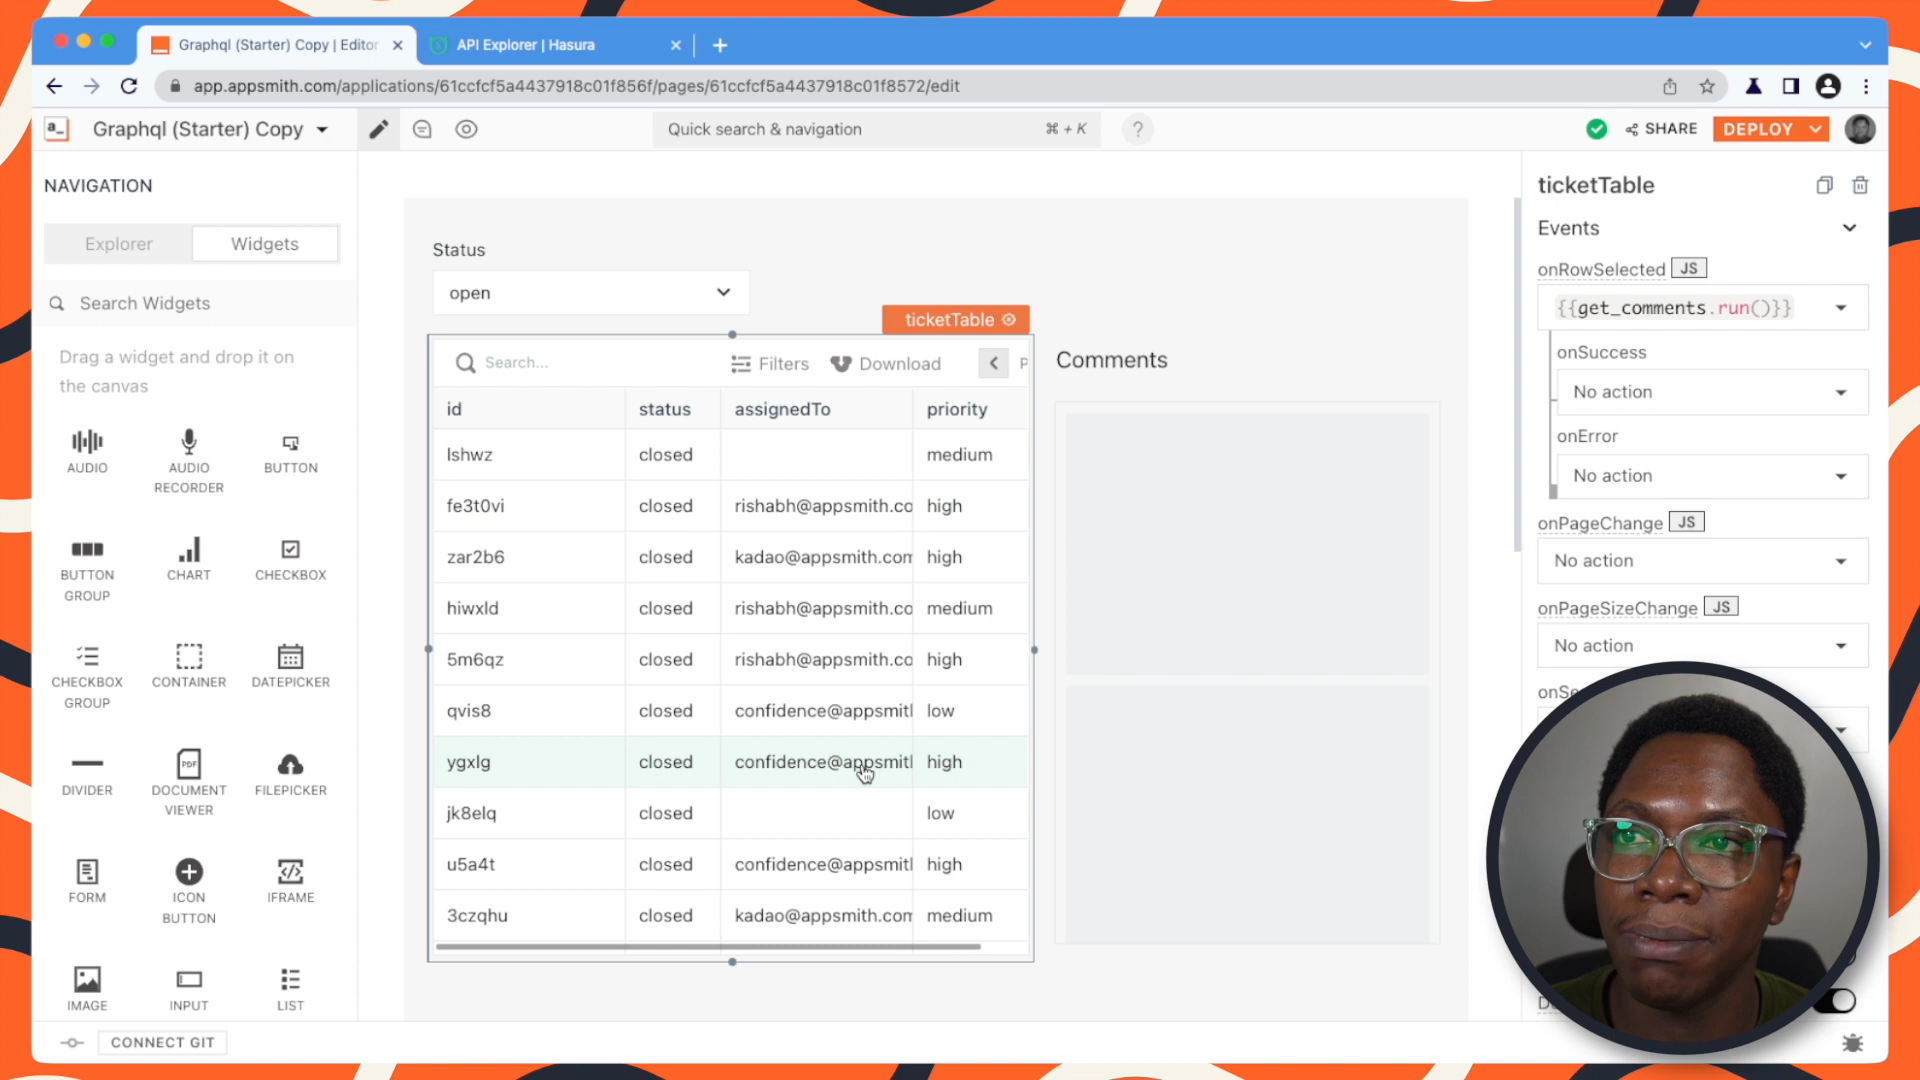 Graphql (Starter) Copy | Editor
API Explorer | Hasura
app.appsmith.com/applications/61ccfcf5a4437918c01f856f/pages/61ccfcf5a4437918c01f8572/edit
a_
Graphql (Starter) Copy
Quick search & navigation
⌘ + K
?
SHARE
DEPLOY
NAVIGATION
Explorer
Widgets
Search Widgets
Drag a widget and drop it on
the canvas
AUDIO
AUDIO
RECORDER
BUTTON
BUTTON
GROUP
CHART
CHECKBOX
CHECKBOX
GROUP
CONTAINER
DATEPICKER
DIVIDER
PDF
DOCUMENT
VIEWER
FILEPICKER
FORM
ICON
BUTTON
IFRAME
IMAGE
INPUT
LIST
CONNECT GIT
Status
open
ticketTable
Search...
Filters
Download
id status assignedTo priority
lshwz closed medium
fe3t0vi closed rishabh@appsmith.co high
zar2b6 closed kadao@appsmith.com high
hiwxld closed rishabh@appsmith.co medium
5m6qz closed rishabh@appsmith.co high
qvis8 closed confidence@appsmith low
ygxlg closed confidence@appsmith high
jk8elq closed low
u5a4t closed confidence@appsmith high
3czqhu closed kadao@appsmith.com medium
Comments
ticketTable
Events
onRowSelected JS
{{get_comments.run()}}
onSuccess
No action
onError
No action
onPageChange JS
No action
onPageSizeChange JS
No action